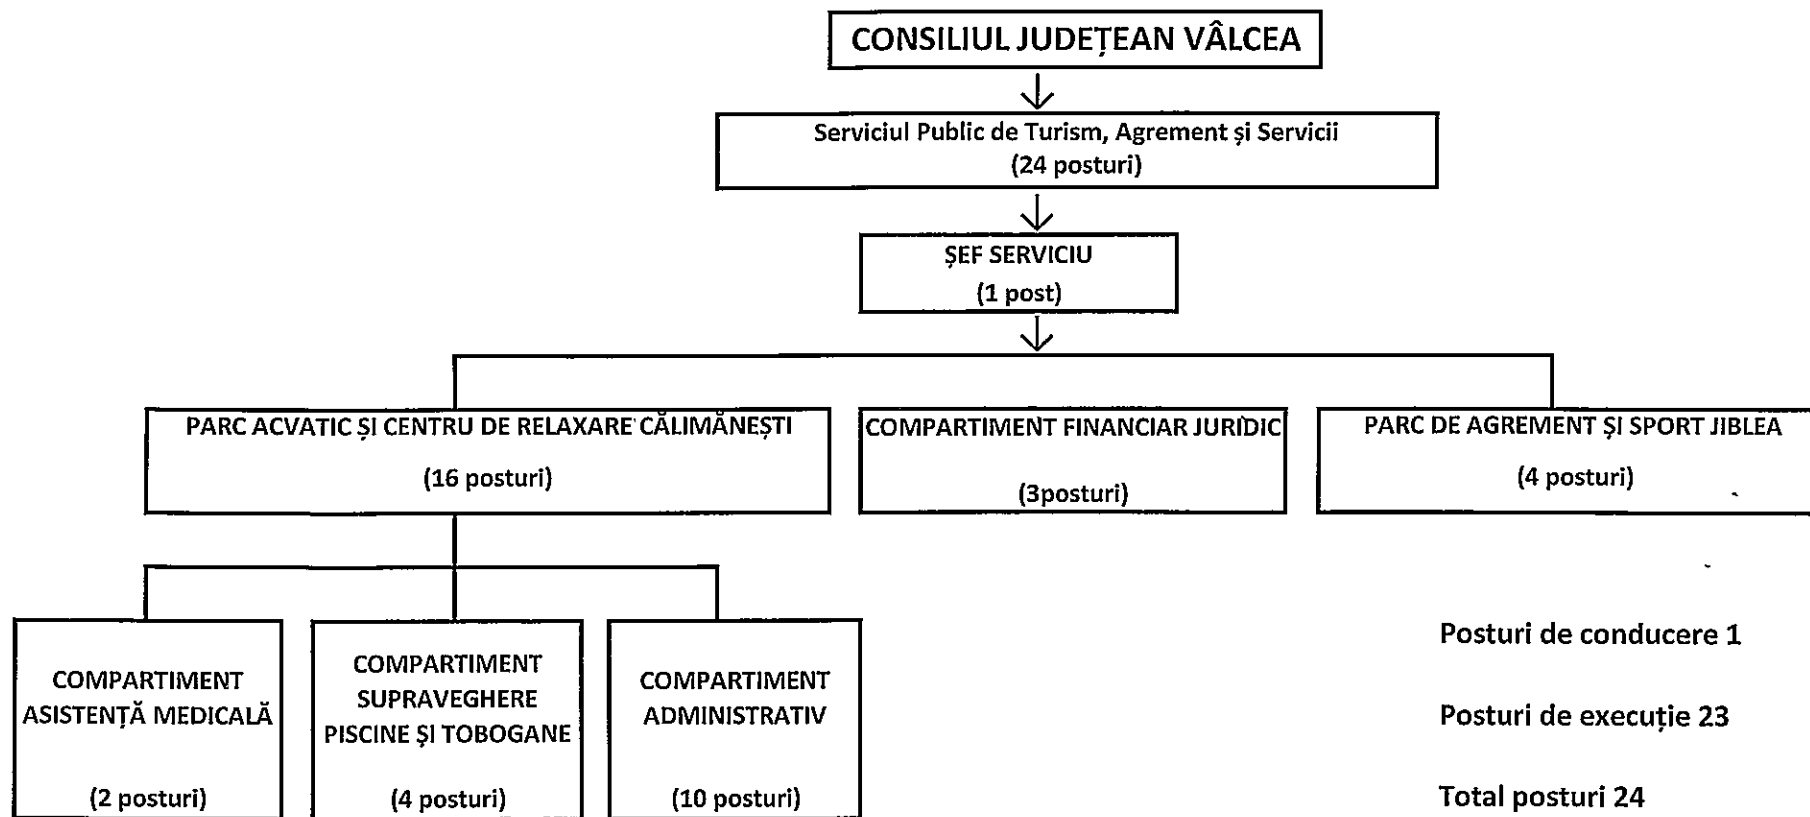 CONSILIUL JUDEȚEAN VÂLCEA
Serviciul Public de Turism, Agrement și Servicii
(24 posturi)
ȘEF SERVICIU
(1 post)
PARC ACVATIC ȘI CENTRU DE RELAXARE CĂLIMĂNEȘTI
(16 posturi)
COMPARTIMENT FINANCIAR JURIDIC
(3posturi)
PARC DE AGREMENT ȘI SPORT JIBLEA
(4 posturi)
COMPARTIMENT
ASISTENȚĂ MEDICALĂ
(2 posturi)
COMPARTIMENT
SUPRAVEGHERE
PISCINE ȘI TOBOGANE
(4 posturi)
COMPARTIMENT
ADMINISTRATIV
(10 posturi)
Posturi de conducere 1
Posturi de execuție 23
Total posturi 24